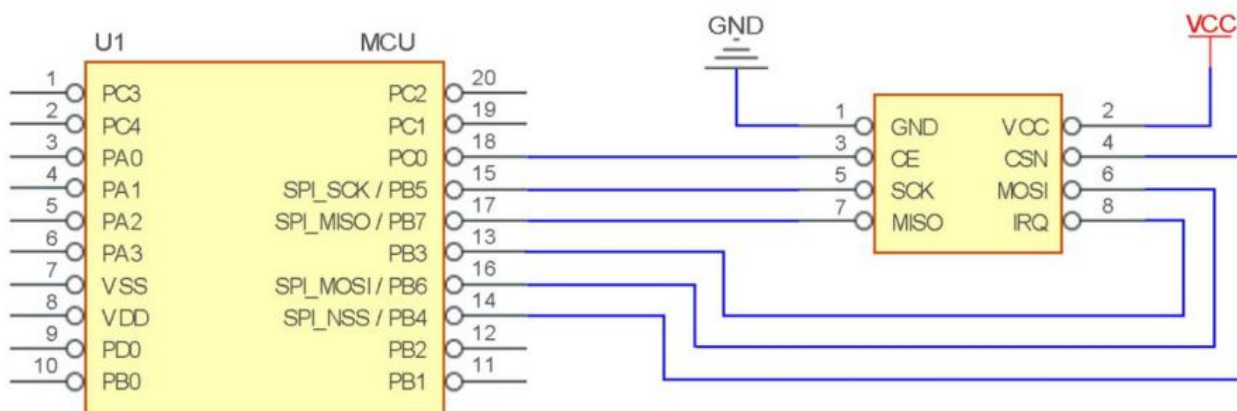 U1 MCU
1 PC3 PC2 20
2 PC4 PC1 19
3 PA0 PC0 18
4 PA1 SPI_SCK / PB5 15
5 PA2 SPI_MISO / PB7 17
6 PA3 PB3 13
7 VSS SPI_MOSI / PB6 16
8 VDD SPI_NSS / PB4 14
9 PD0 PB2 12
10 PB0 PB1 11
GND VCC
1 GND VCC 2
3 CE CSN 4
5 SCK MOSI 6
7 MISO IRQ 8